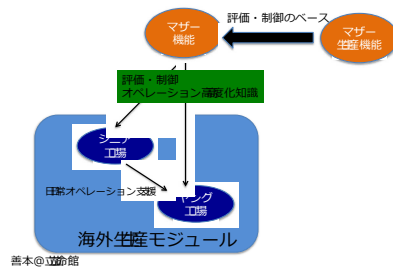 評価・制御のベース
マザー
機能
マザー
生産機能
評価・制御
オペレーション高度化知識
シニア
工場
日常オペレーション支援
ヤング
工場
海外生産モジュール
善本@立命館